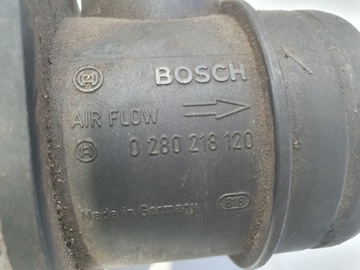 BOSCH
AIR FLOW
0 280 218 120
Made in Germany